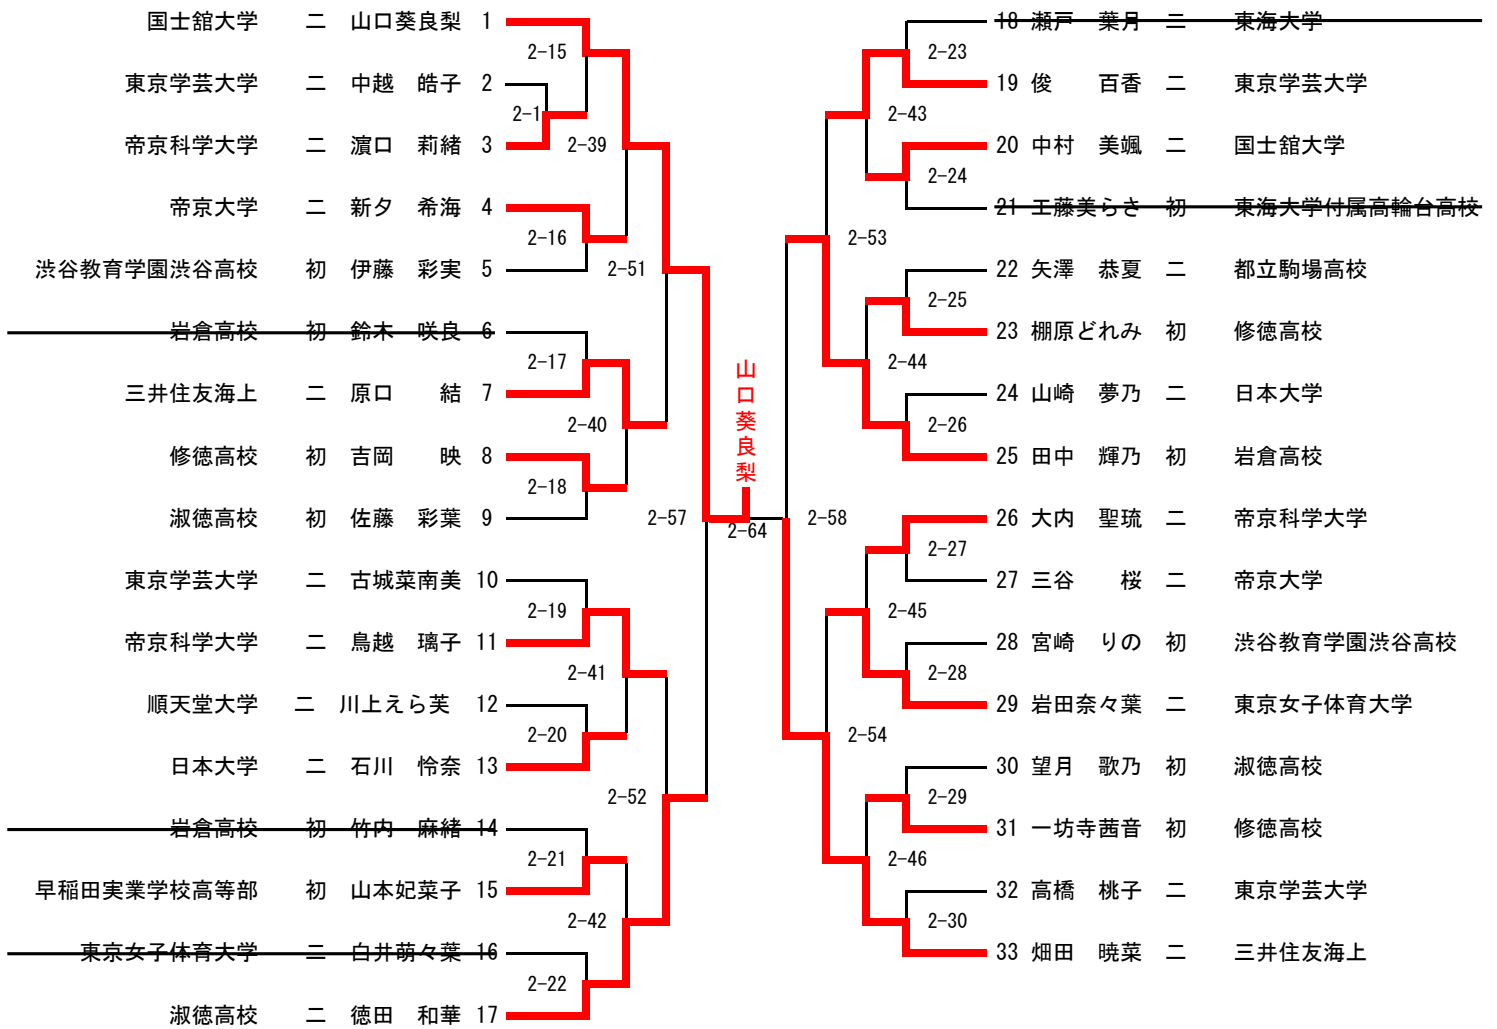 国士舘大学 二 山口葵良梨 1
2-15
東京学芸大学 二 中越 皓子 2
2-1
帝京科学大学 二 濵口 莉緒 3
2-39
帝京大学 二 新夕 希海 4
2-16
渋谷教育学園渋谷高校 初 伊藤 彩実 5
2-51
岩倉高校 初 鈴木 咲良 6
2-17
三井住友海上 二 原口 結 7
2-40
修徳高校 初 吉岡 映 8
2-18
淑徳高校 初 佐藤 彩葉 9
2-57
東京学芸大学 二 古城菜南美 10
2-19
帝京科学大学 二 鳥越 璃子 11
2-41
順天堂大学 二 川上えら芙 12
2-20
日本大学 二 石川 怜奈 13
2-52
岩倉高校 初 竹内 麻緒 14
2-21
早稲田実業学校高等部 初 山本妃菜子 15
2-42
東京女子体育大学 二 白井萌々葉 16
2-22
淑徳高校 二 徳田 和華 17
山口葵良梨
2-64
18 瀬戸 葉月 二 東海大学
2-23
19 俊 百香 二 東京学芸大学
2-43
20 中村 美颯 二 国士舘大学
2-24
21 工藤美らさ 初 東海大学付属高輪台高校
2-53
22 矢澤 恭夏 二 都立駒場高校
2-25
23 棚原どれみ 初 修徳高校
2-44
24 山崎 夢乃 二 日本大学
2-26
25 田中 輝乃 初 岩倉高校
2-58
26 大内 聖琉 二 帝京科学大学
2-27
27 三谷 桜 二 帝京大学
2-45
28 宮崎 りの 初 渋谷教育学園渋谷高校
2-28
29 岩田奈々葉 二 東京女子体育大学
2-54
30 望月 歌乃 初 淑徳高校
2-29
31 一坊寺茜音 初 修徳高校
2-46
32 高橋 桃子 二 東京学芸大学
2-30
33 畑田 暁菜 二 三井住友海上